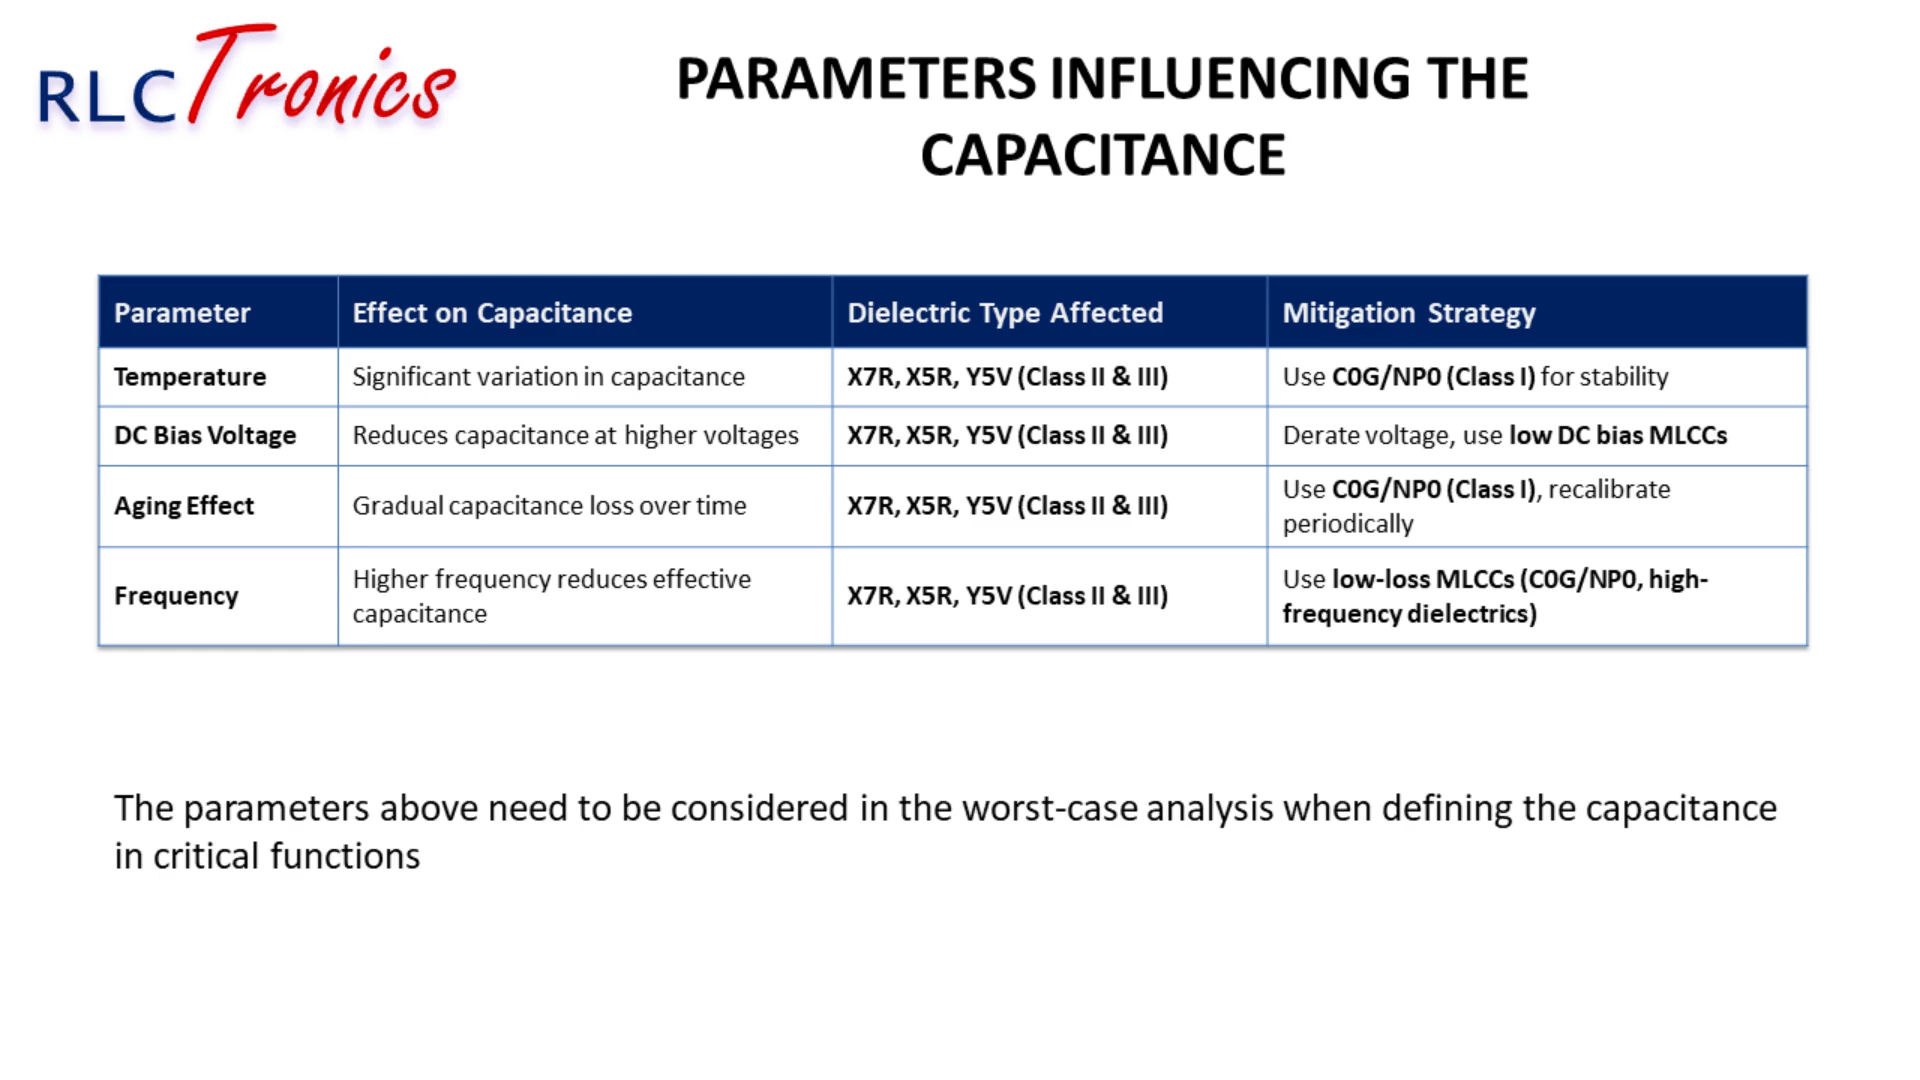 RLCTronics
PARAMETERS INFLUENCING THE
CAPACITANCE
Parameter Effect on Capacitance Dielectric Type Affected Mitigation Strategy
Temperature Significant variation in capacitance X7R, X5R, Y5V (Class II & III) Use C0G/NP0 (Class I) for stability
DC Bias Voltage Reduces capacitance at higher voltages X7R, X5R, Y5V (Class II & III) Derate voltage, use low DC bias MLCCs
Aging Effect Gradual capacitance loss over time X7R, X5R, Y5V (Class II & III) Use C0G/NP0 (Class I), recalibrate
periodically
Frequency Higher frequency reduces effective
capacitance X7R, X5R, Y5V (Class II & III) Use low-loss MLCCs (C0G/NP0, high-
frequency dielectrics)
The parameters above need to be considered in the worst-case analysis when defining the capacitance
in critical functions